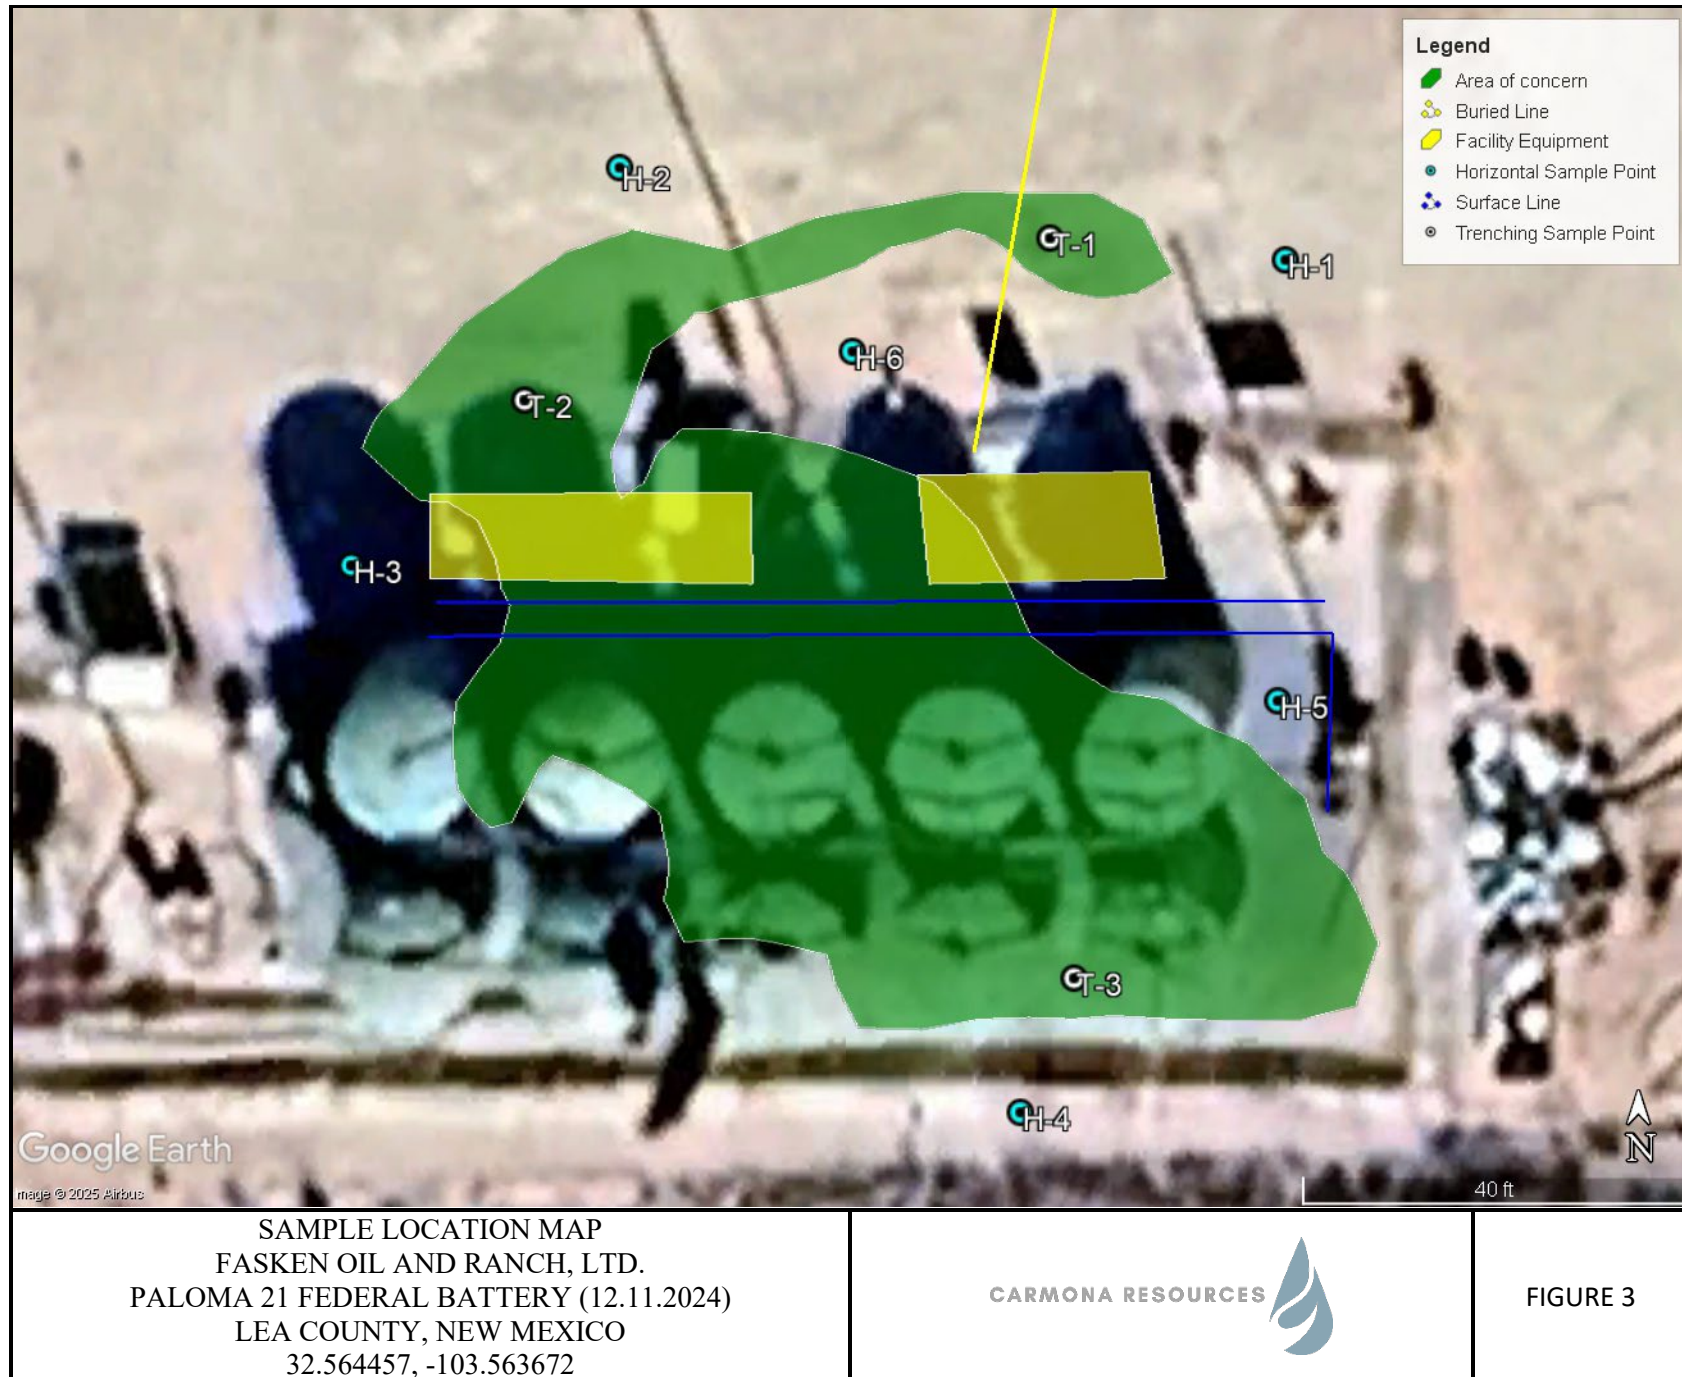 Legend
Area of concern
Buried Line
Facility Equipment
Horizontal Sample Point
Surface Line
Trenching Sample Point
H-2
T-1
H-1
H-6
T-2
H-3
H-5
T-3
H-4
Google Earth
mage © 2025 Airbus
N
40 ft
SAMPLE LOCATION MAP
FASKEN OIL AND RANCH, LTD.
PALOMA 21 FEDERAL BATTERY (12.11.2024)
LEA COUNTY, NEW MEXICO
32.564457, -103.563672
CARMONA RESOURCES
FIGURE 3